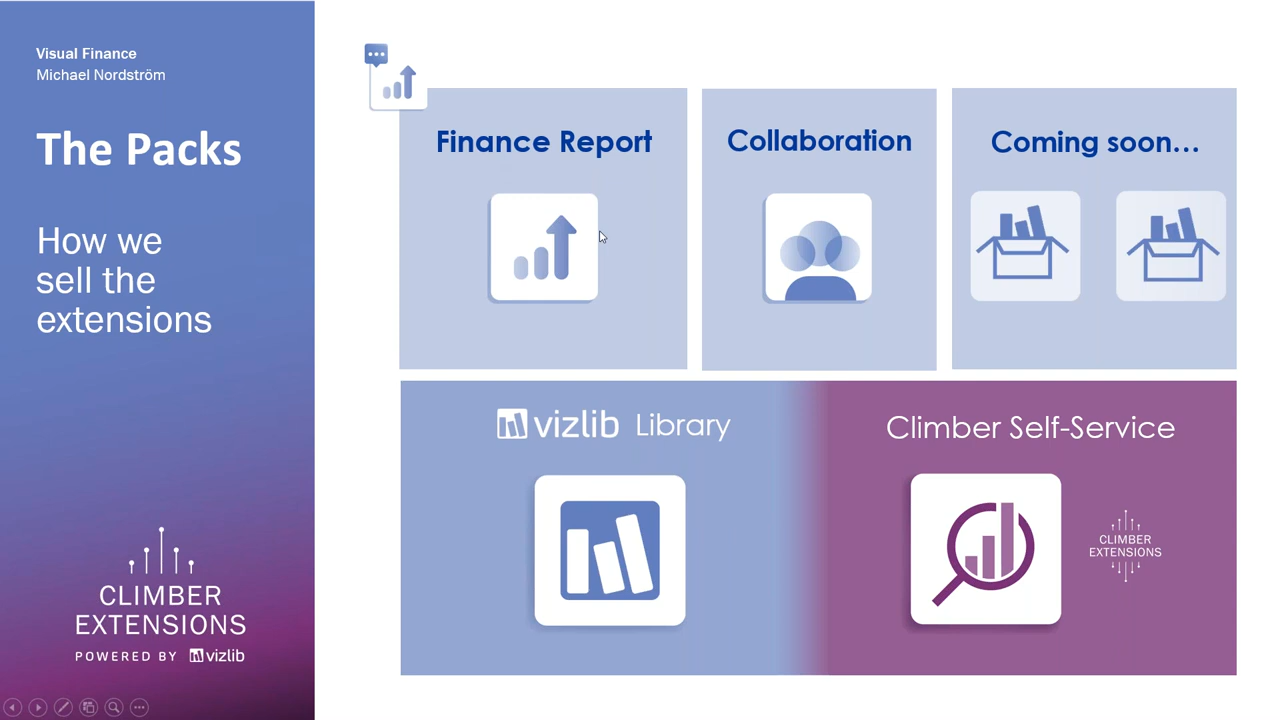 Visual Finance
Michael Nordström
The Packs
How we
sell the
extensions
CLIMBER
EXTENSIONS
POWERED BY vizlib
Finance Report
Collaboration
Coming soon...
vizlib Library
Climber Self-Service
CLIMBER
EXTENSIONS